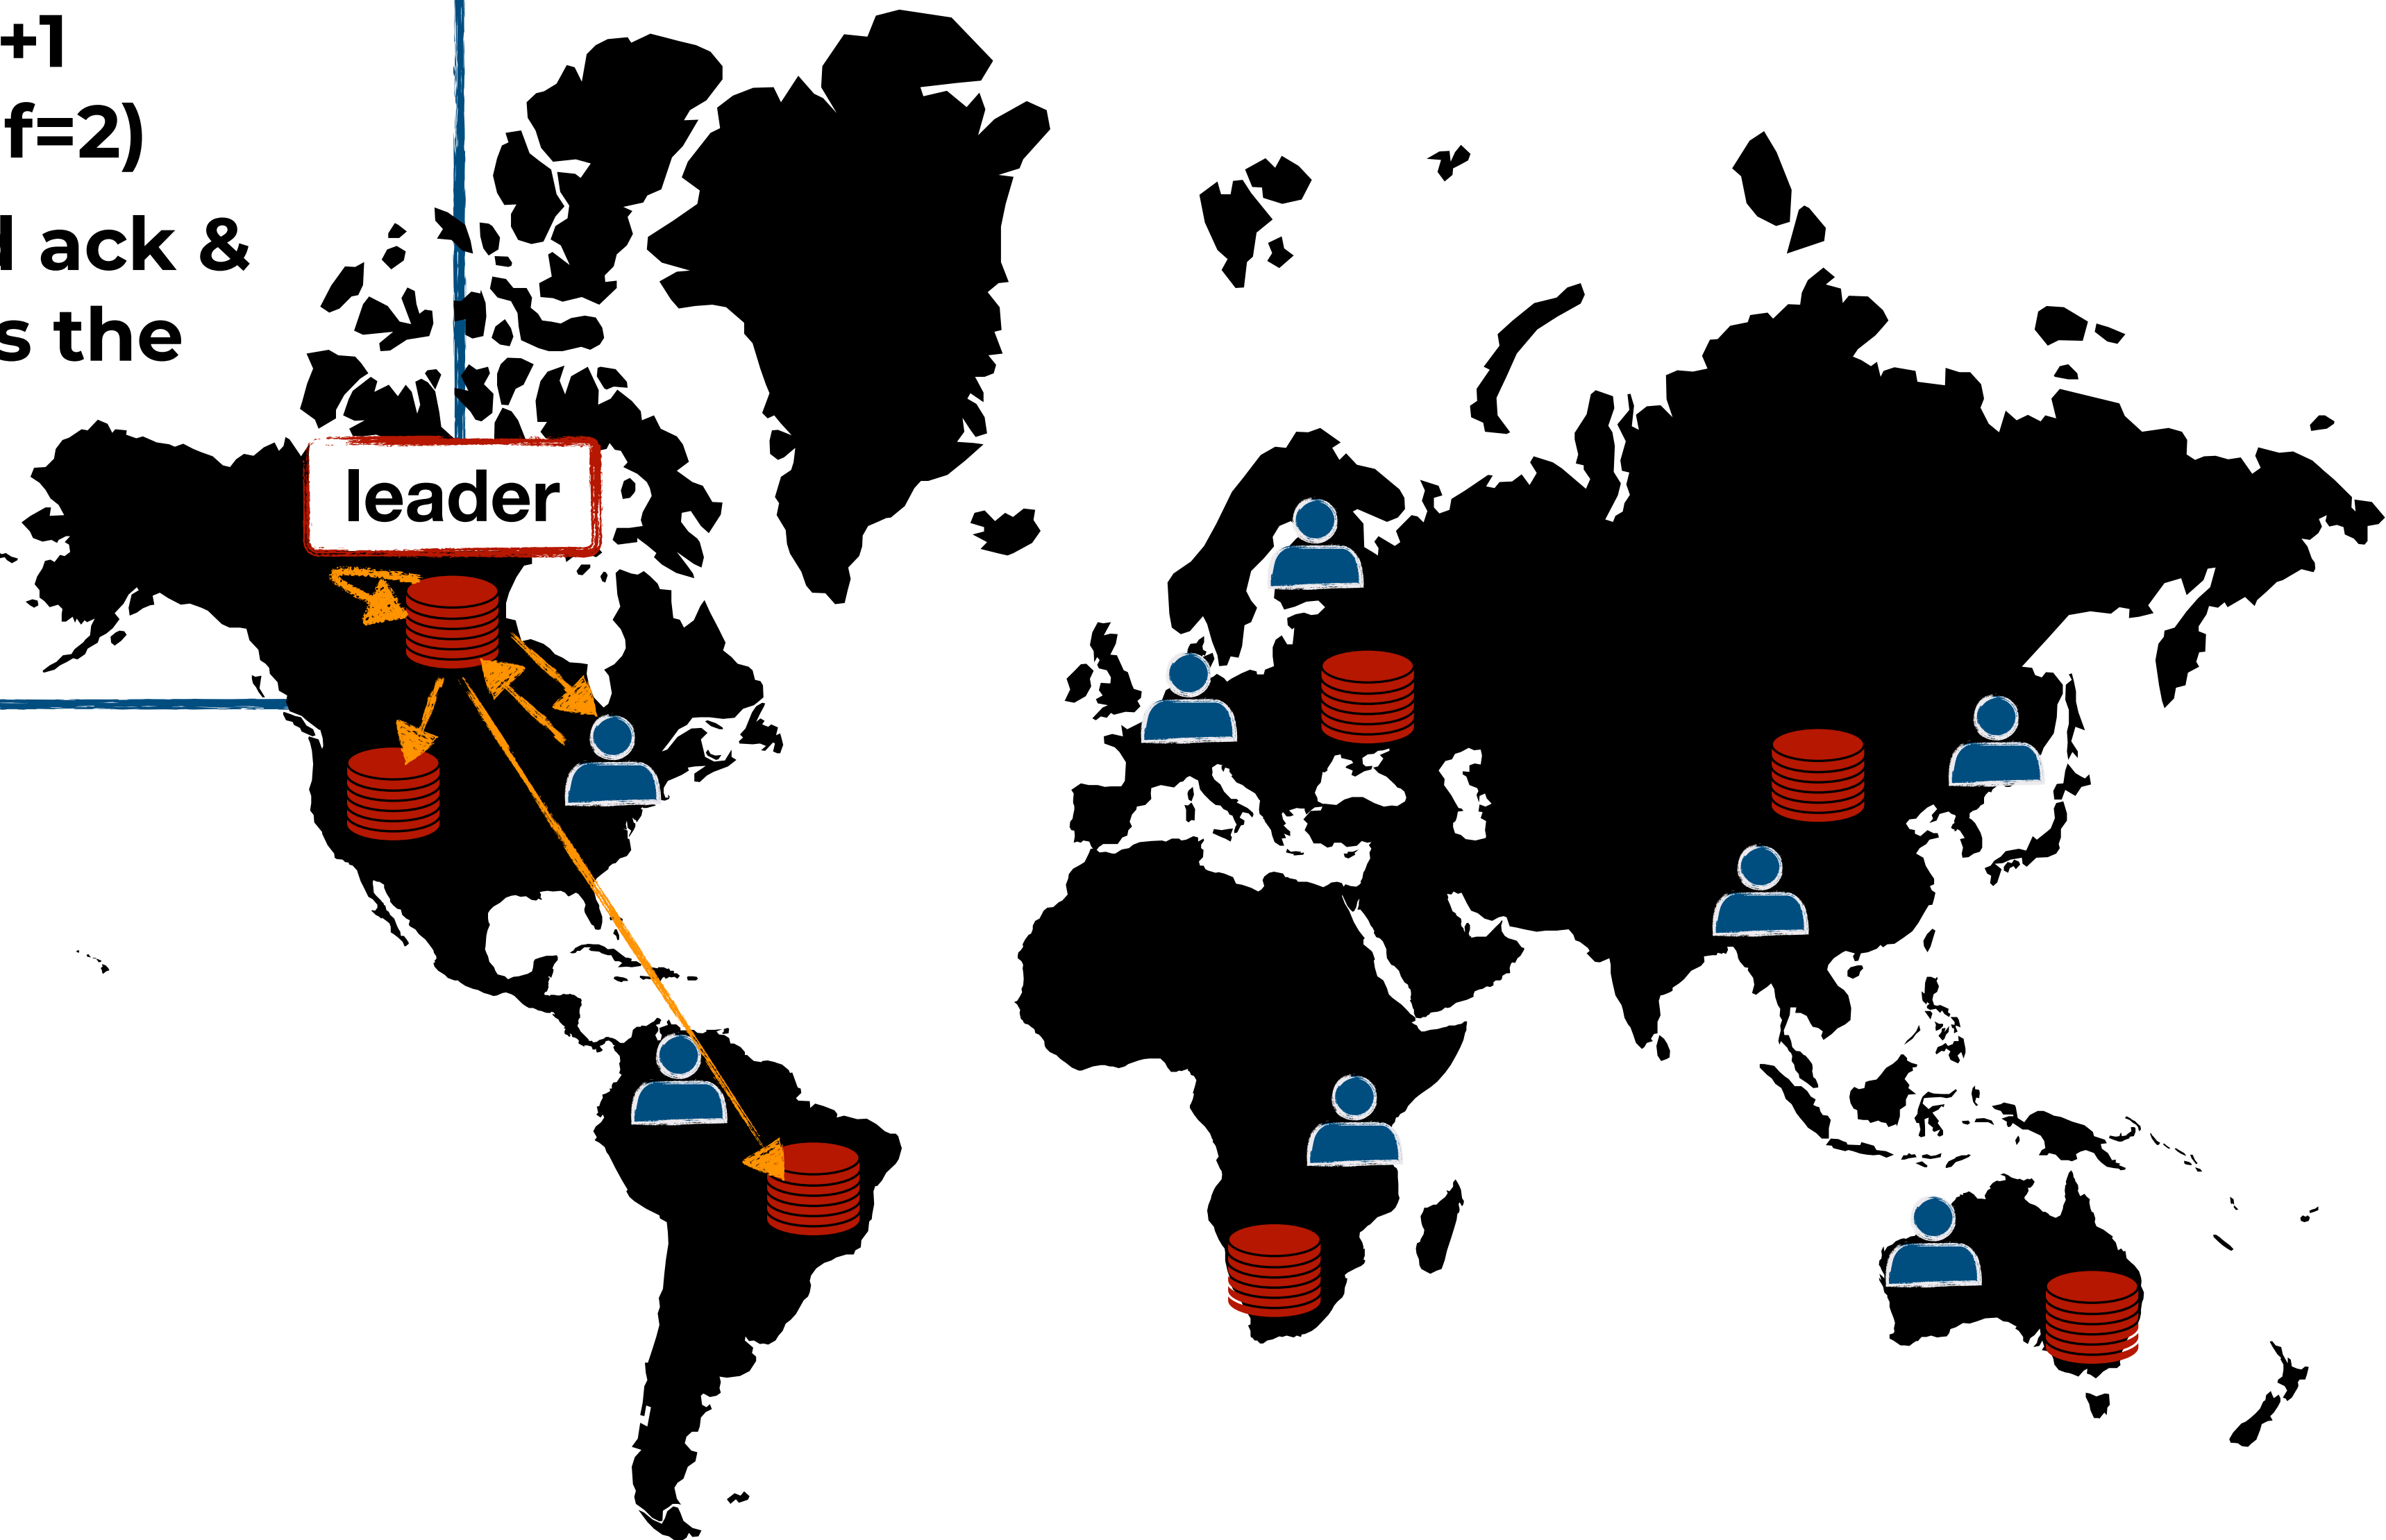 +1
f=2)
ack &
s the
leader